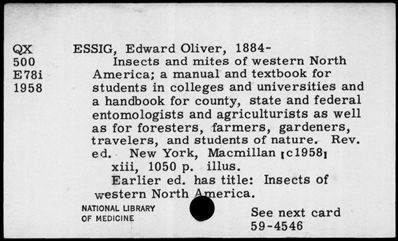 QX ESSIG, Edward Oliver, 1884-
500 Insects and mites of western North
E78i America; a manual and textbook for
1958 students in colleges and universities and
a handbook for county, state and federal
entomologists and agriculturists as well
as for foresters, farmers, gardeners,
travelers, and students of nature. Rev.
ed. New York, Macmillan [c1958]
xiii, 1050 p. illus.
Earlier ed. has title: Insects of
western North America.
NATIONAL LIBRARY
OF MEDICINE
See next card
59-4546